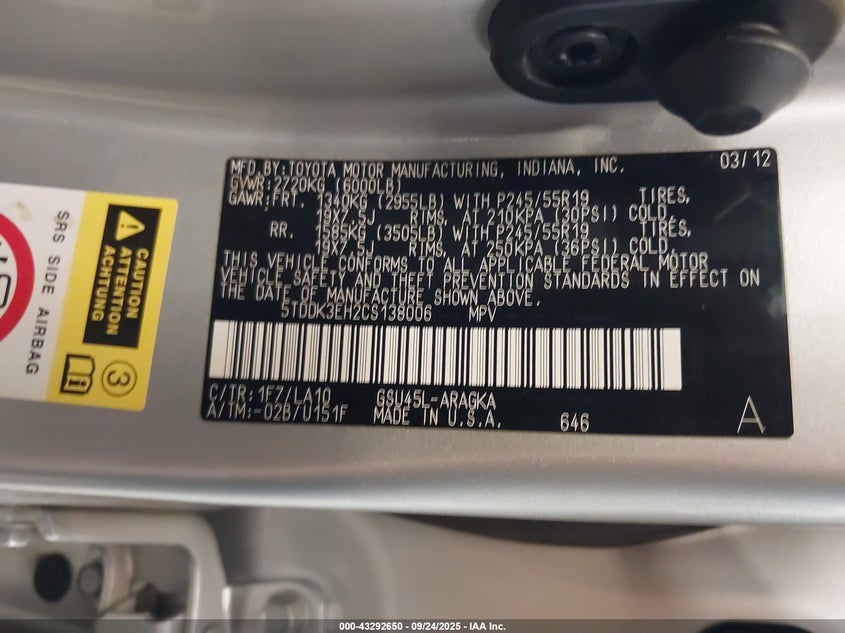 MFD.BY:TOYOTA MOTOR MANUFACTURING, INDIANA, INC. 03/12
GVWR:2720KG (6000LB)
GAWR:FRT. 1340KG (2955LB) WITH P245/55R19 TIRES,
19X7.5J RIMS, AT 210KPA (30PSI) COLD.
RR. 1585KG (3505LB) WITH P245/55R19 TIRES,
19X7.5J RIMS, AT 250KPA (36PSI) COLD.
THIS VEHICLE CONFORMS TO ALL APPLICABLE FEDERAL MOTOR
VEHICLE SAFETY AND THEFT PREVENTION STANDARDS IN EFFECT ON
THE DATE OF MANUFACTURE SHOWN ABOVE.
5TDDK3EH2CS138006 MPV
C/TR:1F7/LA10 GSU45L-ARAGKA
A/TM:-02B/U151F MADE IN U.S.A. 646
A
CAUTION
ATTENTION
ACHTUNG
SRS SIDE AIRBAG
3
000-43292650 - 09/24/2025 - IAA Inc.